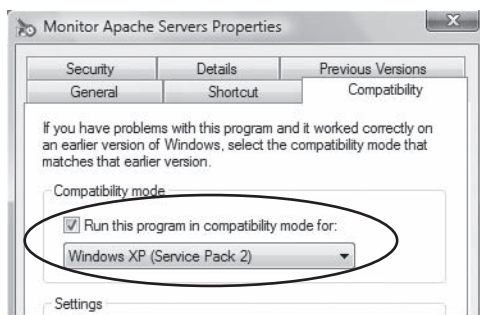 Monitor Apache Servers Properties
X
Security Details Previous Versions
General Shortcut Compatibility
If you have problems with this program and it worked correctly on
an earlier version of Windows, select the compatibility mode that
matches that earlier version.
Compatibility mode
Run this program in compatibility mode for:
Windows XP (Service Pack 2)
Settings